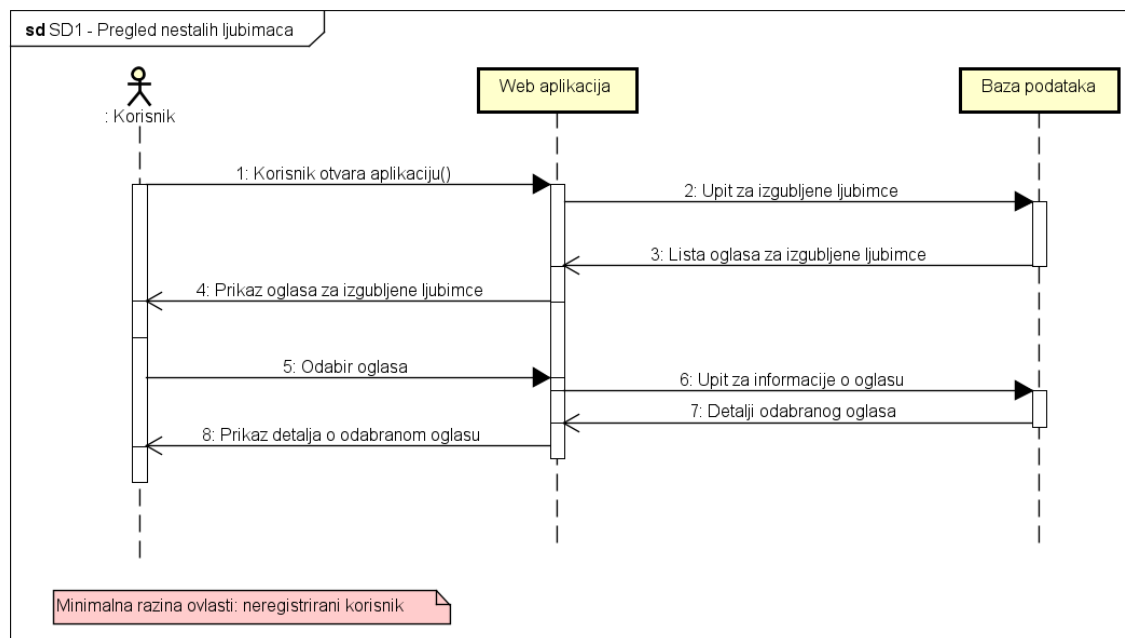 sd SD1 - Pregled nestalih ljubimaca
: Korisnik
Web aplikacija
Baza podataka
1: Korisnik otvara aplikaciju()
2: Upit za izgubljene ljubimce
3: Lista oglasa za izgubljene ljubimce
4: Prikaz oglasa za izgubljene ljubimce
5: Odabir oglasa
6: Upit za informacije o oglasu
7: Detalji odabranog oglasa
8: Prikaz detalja o odabranom oglasu
Minimalna razina ovlasti: neregistrirani korisnik